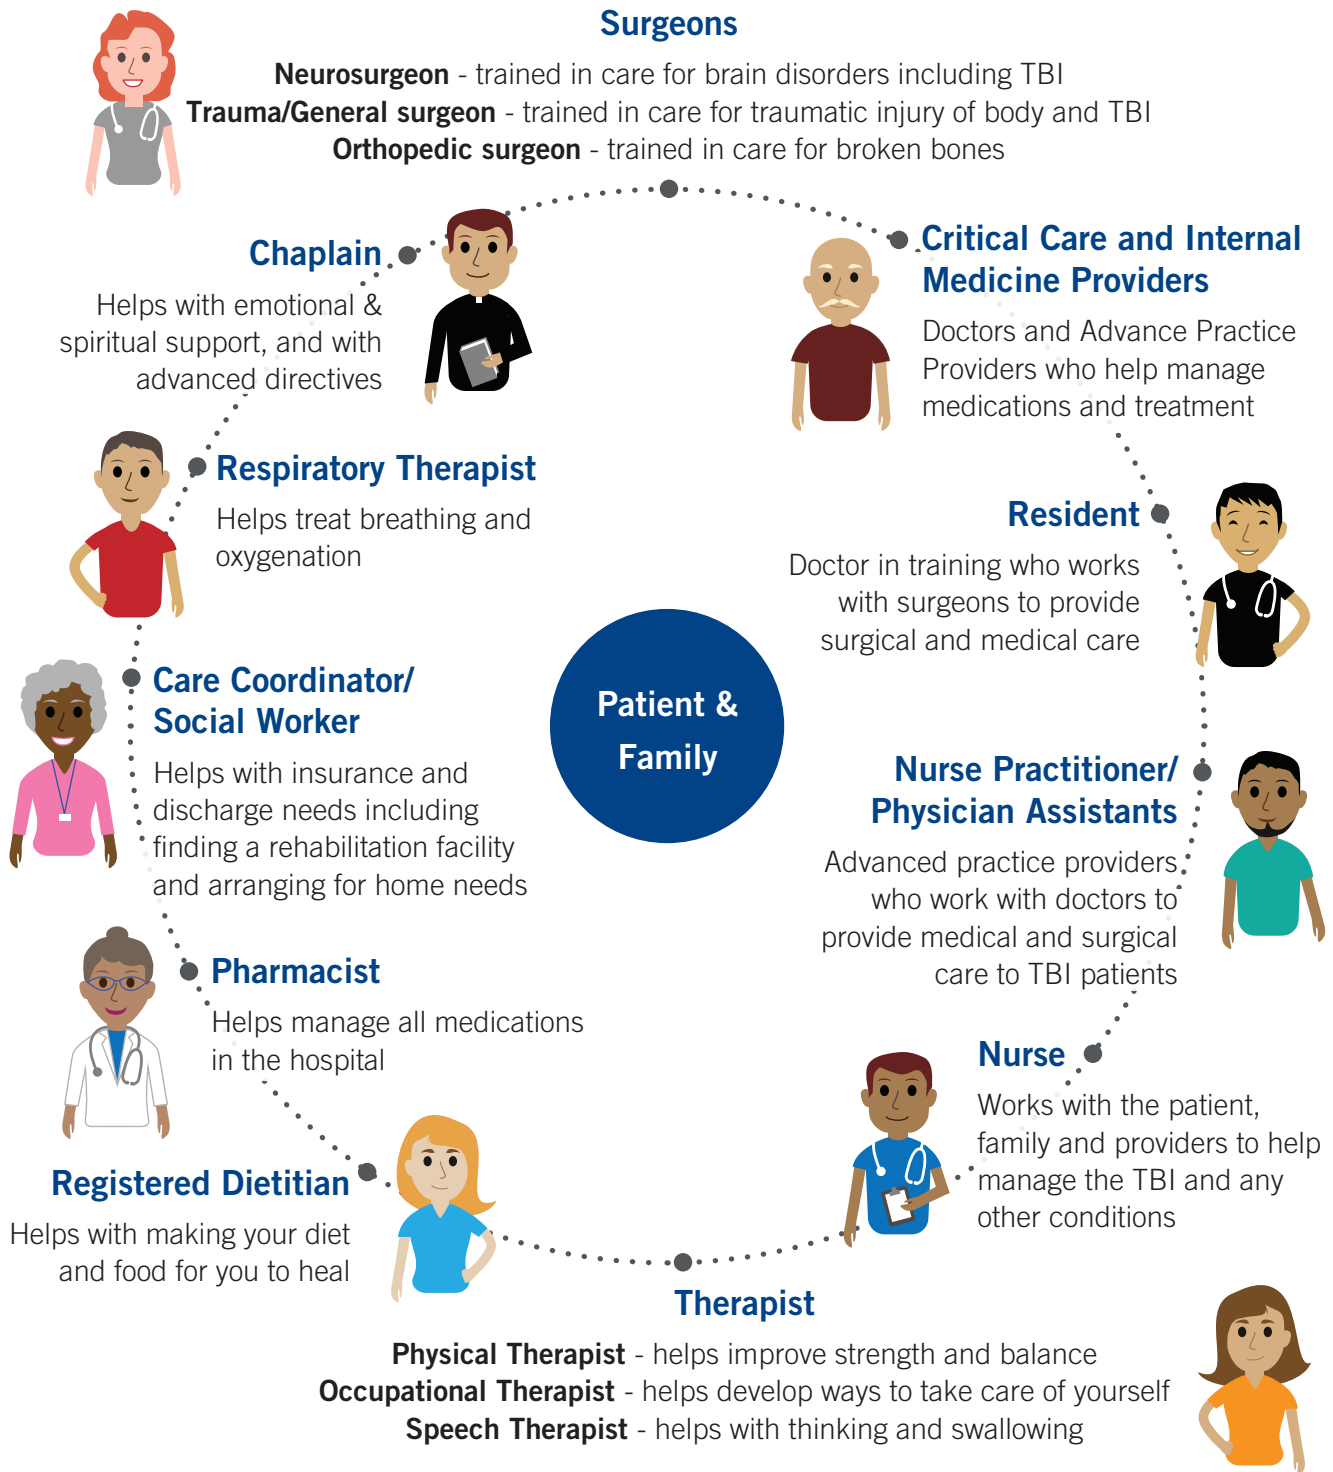 Surgeons
Neurosurgeon - trained in care for brain disorders including TBI
Trauma/General surgeon - trained in care for traumatic injury of body and TBI
Orthopedic surgeon - trained in care for broken bones
Critical Care and Internal
Medicine Providers
Doctors and Advance Practice
Providers who help manage
medications and treatment
Resident
Doctor in training who works
with surgeons to provide
surgical and medical care
Nurse Practitioner/
Physician Assistants
Advanced practice providers
who work with doctors to
provide medical and surgical
care to TBI patients
Nurse
Works with the patient,
family and providers to help
manage the TBI and any
other conditions
Therapist
Physical Therapist - helps improve strength and balance
Occupational Therapist - helps develop ways to take care of yourself
Speech Therapist - helps with thinking and swallowing
Registered Dietitian
Helps with making your diet
and food for you to heal
Pharmacist
Helps manage all medications
in the hospital
Care Coordinator/
Social Worker
Helps with insurance and
discharge needs including
finding a rehabilitation facility
and arranging for home needs
Respiratory Therapist
Helps treat breathing and
oxygenation
Chaplain
Helps with emotional &
spiritual support, and with
advanced directives
Patient &
Family